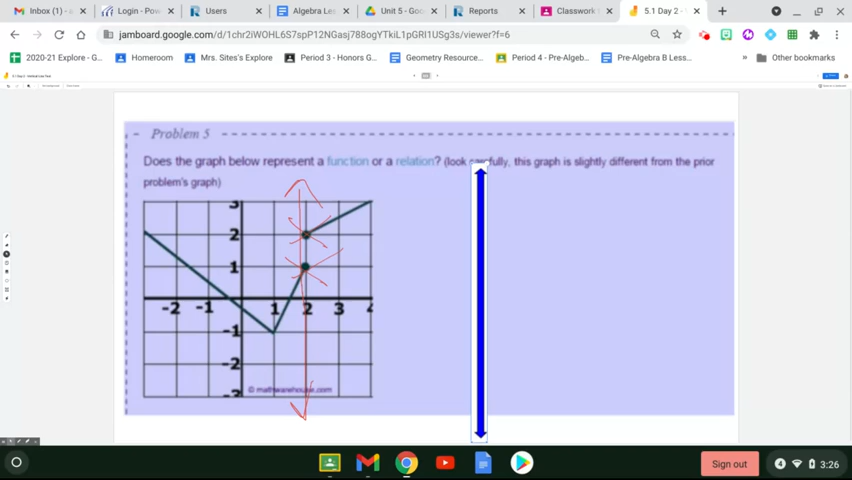 Inbox (1) - a
Login - Pow
Users
Algebra Les
Unit 5 - Goo
Reports
Classwork f
5.1 Day 2 -
jamboard.google.com/d/1chr2iWOHL6S7spP12NGasj788ogYTkiL1pGRI1USg3s/viewer?f=6
2020-21 Explore - G...
Homeroom
Mrs. Sites's Explore
Period 3 - Honors G...
Geometry Resource...
Period 4 - Pre-Algeb...
Pre-Algebra B Less...
»
Other bookmarks
Problem 5
Does the graph below represent a function or a relation? (look carefully, this graph is slightly different from the prior
problem's graph)
3
2
1
-2 -1 1 2 3 4
-1
-2
-3
© mathwarehouse.com
Sign out
4 3:26